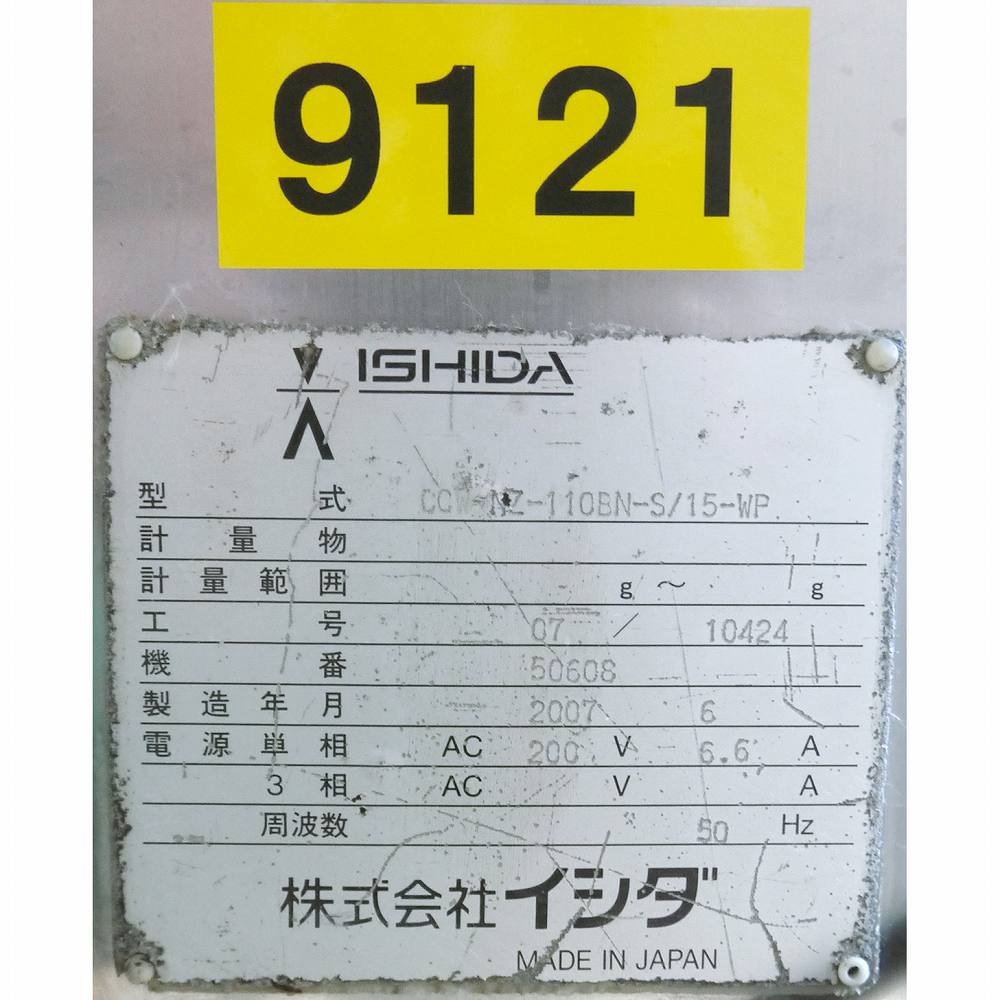 9121
ISHIDA
型式 CCW-NZ-110BN-S/15-WP
計量物
計量範囲 g ～ g
工号 07 / 10424
機番 50608
製造年月 2007 6
電源単相 AC 200 V 6.6 A
3相 AC V A
周波数 50 Hz
株式会社イシダ
MADE IN JAPAN